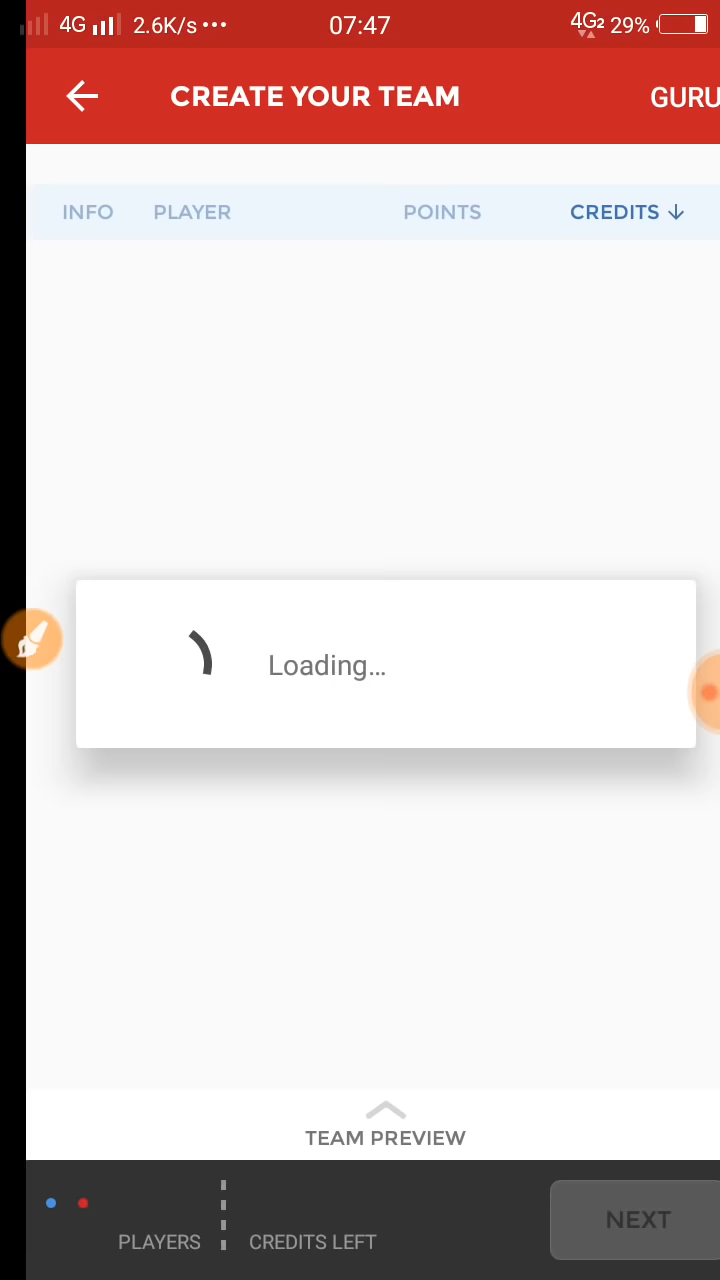 4G 2.6K/s ••• 07:47 4G2 29%
CREATE YOUR TEAM GURU
INFO PLAYER POINTS CREDITS ↓
Loading...
TEAM PREVIEW
NEXT
PLAYERS CREDITS LEFT